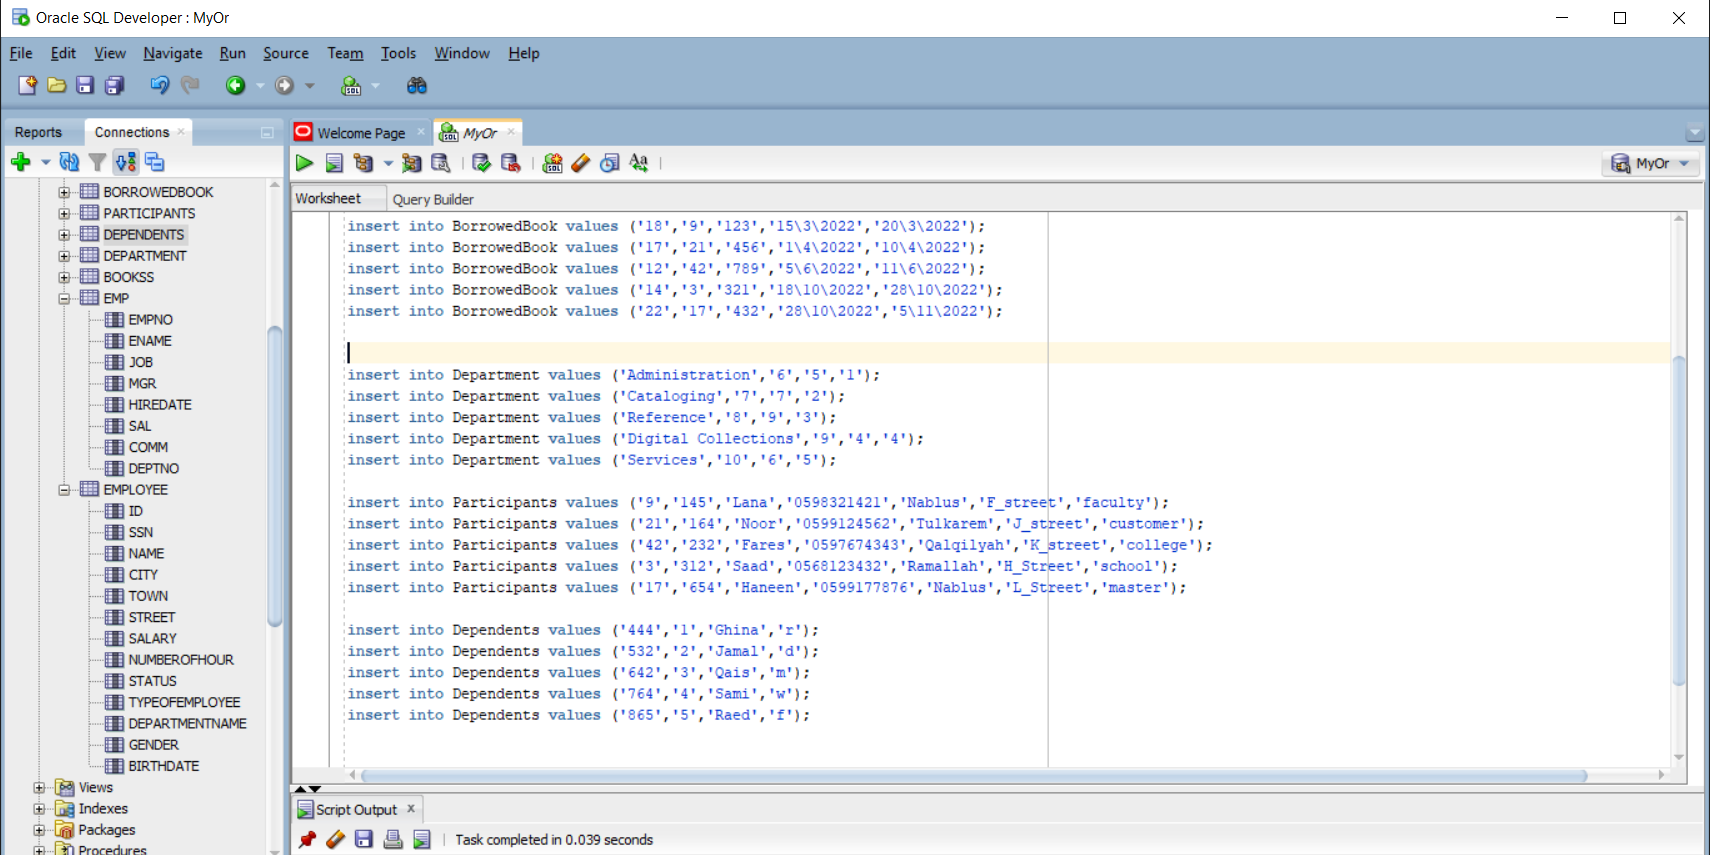 Oracle SQL Developer : MyOr
File Edit View Navigate Run Source Team Tools Window Help
Reports Connections
BORROWEDBOOK
PARTICIPANTS
DEPENDENTS
DEPARTMENT
BOOKSS
EMP
EMPNO
ENAME
JOB
MGR
HIREDATE
SAL
COMM
DEPTNO
EMPLOYEE
ID
SSN
NAME
CITY
TOWN
STREET
SALARY
NUMBEROFHOUR
STATUS
TYPEOFEMPLOYEE
DEPARTMENTNAME
GENDER
BIRTHDATE
Views
Indexes
Packages
Procedures
Welcome Page MyOr
MyOr
Worksheet Query Builder
insert into BorrowedBook values ('18','9','123','15\3\2022','20\3\2022');
insert into BorrowedBook values ('17','21','456','1\4\2022','10\4\2022');
insert into BorrowedBook values ('12','42','789','5\6\2022','11\6\2022');
insert into BorrowedBook values ('14','3','321','18\10\2022','28\10\2022');
insert into BorrowedBook values ('22','17','432','28\10\2022','5\11\2022');
insert into Department values ('Administration','6','5','1');
insert into Department values ('Cataloging','7','7','2');
insert into Department values ('Reference','8','9','3');
insert into Department values ('Digital Collections','9','4','4');
insert into Department values ('Services','10','6','5');
insert into Participants values ('9','145','Lana','0598321421','Nablus','F_street','faculty');
insert into Participants values ('21','164','Noor','0599124562','Tulkarem','J_street','customer');
insert into Participants values ('42','232','Fares','0597674343','Qalqilyah','K_street','college');
insert into Participants values ('3','312','Saad','0568123432','Ramallah','H_Street','school');
insert into Participants values ('17','654','Haneen','0599177876','Nablus','L_Street','master');
insert into Dependents values ('444','1','Ghina','r');
insert into Dependents values ('532','2','Jamal','d');
insert into Dependents values ('642','3','Qais','m');
insert into Dependents values ('764','4','Sami','w');
insert into Dependents values ('865','5','Raed','f');
Script Output
Task completed in 0.039 seconds